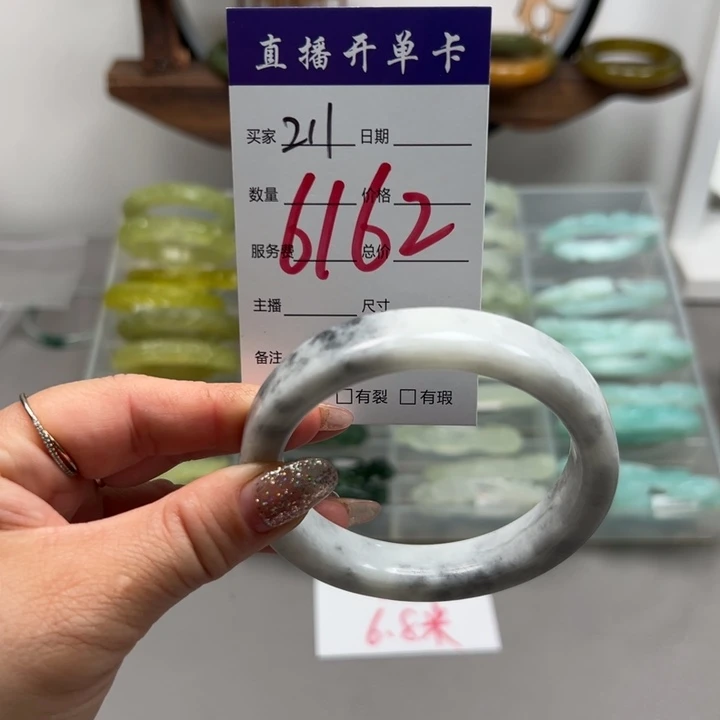 直播开单卡
买家 211 日期
数量 价格
6162
服务费 总价
主播 尺寸
备注
□有裂 □有瑕
6.8米